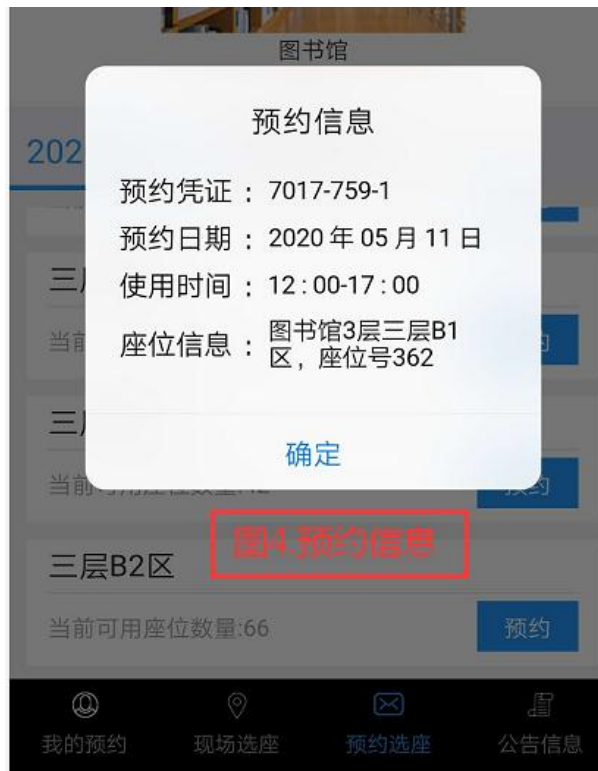 图书馆
预约信息
202
预约凭证：7017-759-1
预约日期：2020 年 05 月 11 日
使用时间：12：00-17：00
座位信息：图书馆3层三层B1
区，座位号362
确定
图4.预约信息
三层B2区
当前可用座位数量:66
预约
我的预约
现场选座
预约选座
公告信息